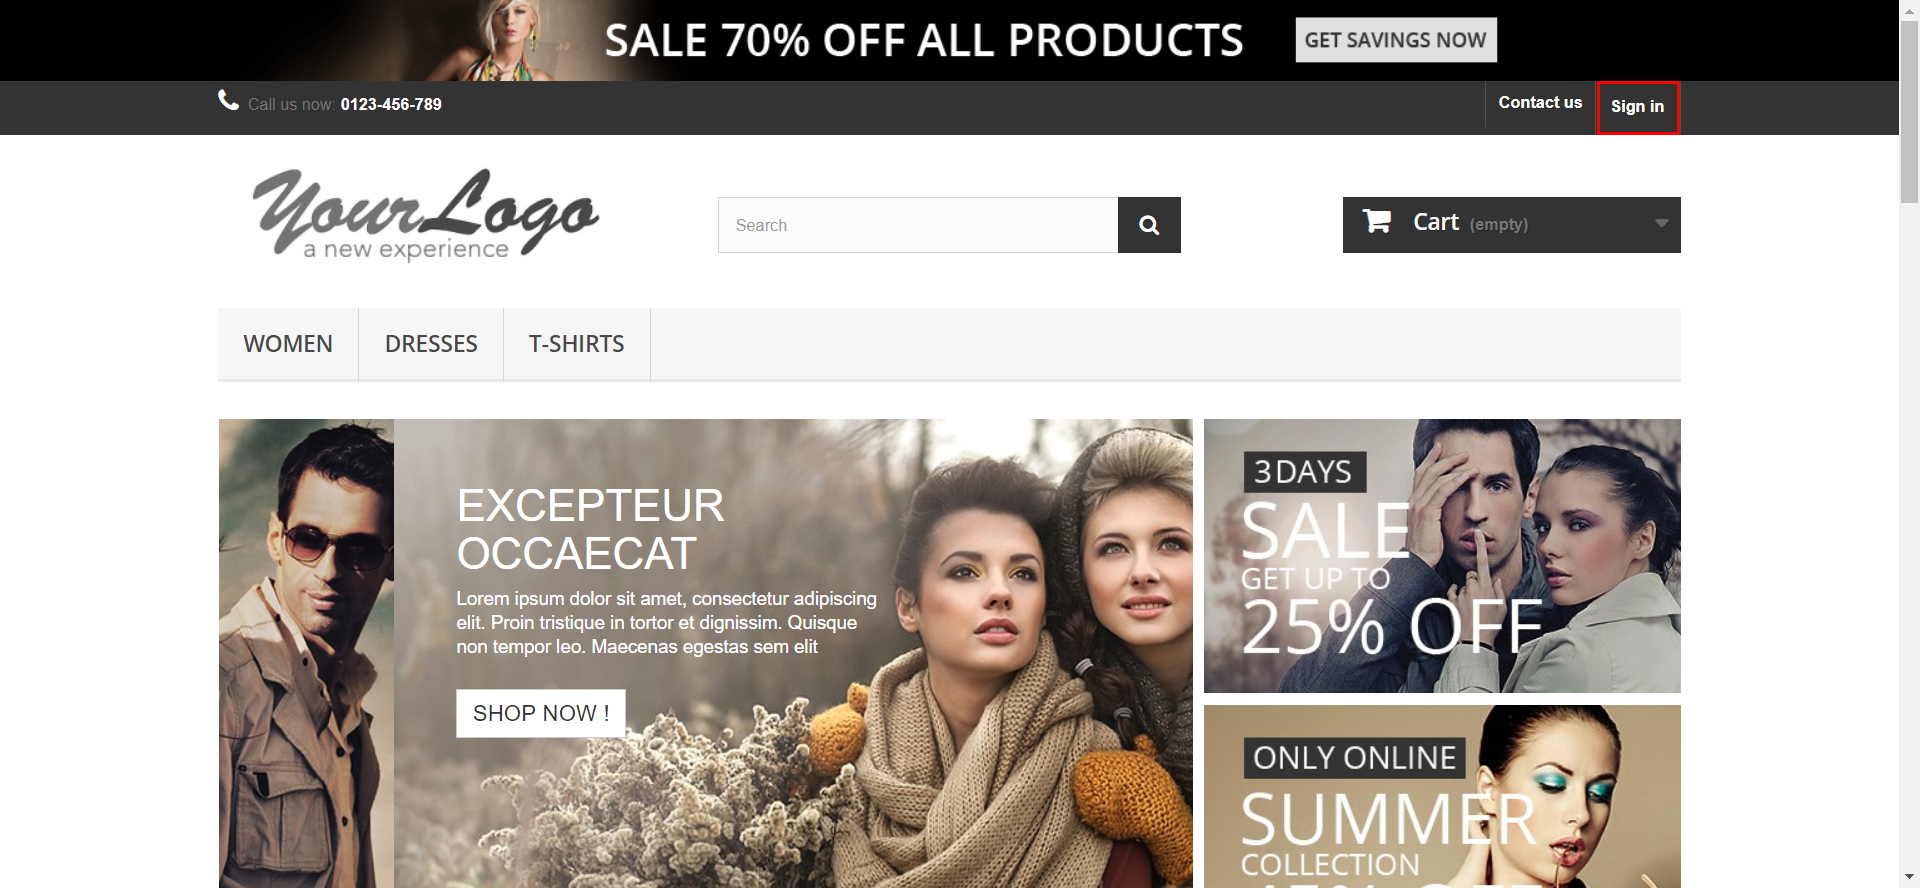 SALE 70% OFF ALL PRODUCTS
GET SAVINGS NOW
Call us now: 0123-456-789
Contact us
Sign in
Your Logo
a new experience
Search
Cart (empty)
WOMEN
DRESSES
T-SHIRTS
EXCEPTEUR
OCCAECAT
Lorem ipsum dolor sit amet, consectetur adipiscing
elit. Proin tristique in tortor et dignissim. Quisque
non tempor leo. Maecenas egestas sem elit
SHOP NOW !
3 DAYS
SALE
GET UP TO
25% OFF
ONLY ONLINE
SUMMER
COLLECTION